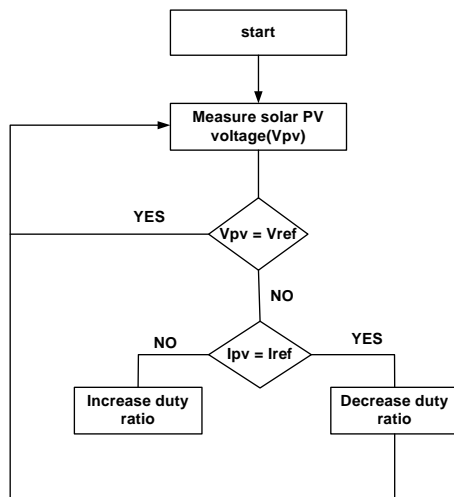 start
Measure solar PV
voltage(Vpv)
YES
Vpv = Vref
NO
NO
Ipv = Iref
YES
Increase duty
ratio
Decrease duty
ratio